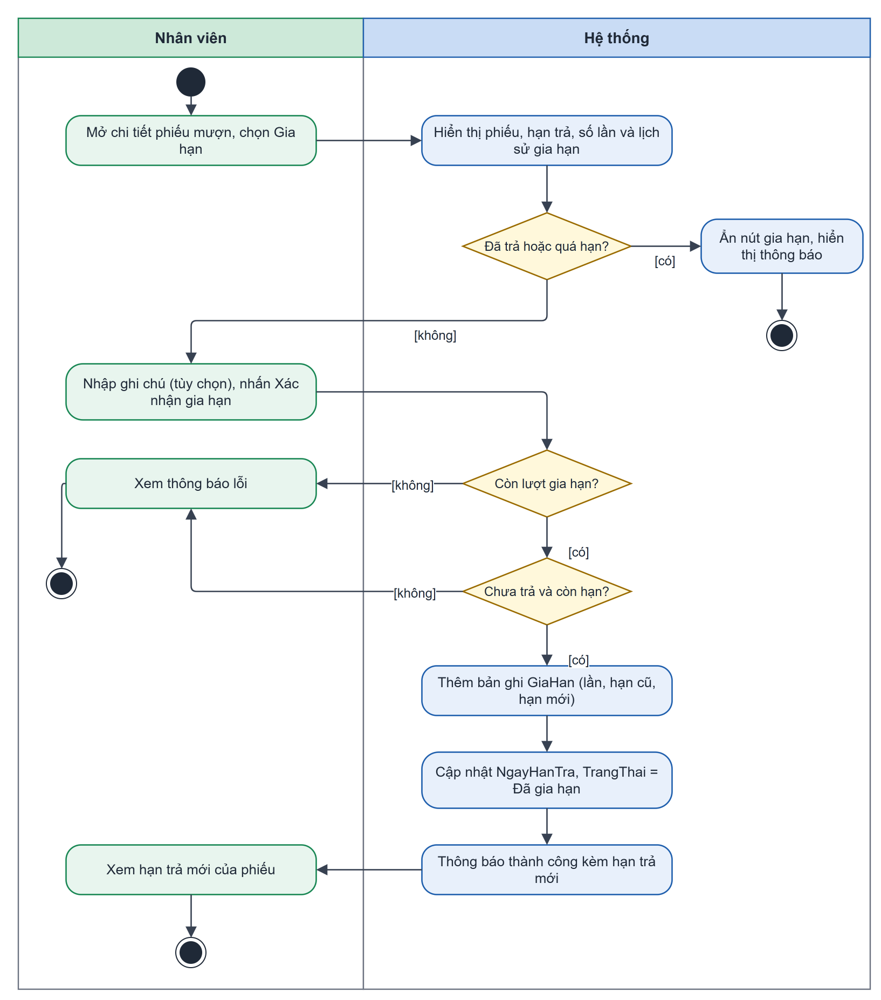 Nhân viên
Hệ thống
Mở chi tiết phiếu mượn, chọn Gia
hạn
Hiển thị phiếu, hạn trả, số lần và lịch
sử gia hạn
Đã trả hoặc quá hạn?
[có]
Ẩn nút gia hạn, hiển
thị thông báo
[không]
Nhập ghi chú (tùy chọn), nhấn Xác
nhận gia hạn
Xem thông báo lỗi
[không]
Còn lượt gia hạn?
[có]
[không]
Chưa trả và còn hạn?
[có]
Thêm bản ghi GiaHan (lần, hạn cũ,
hạn mới)
Cập nhật NgayHanTra, TrangThai =
Đã gia hạn
Xem hạn trả mới của phiếu
Thông báo thành công kèm hạn trả
mới